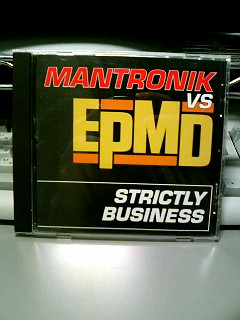 MANTRONIK
VS
EPMD
STRICTLY
BUSINESS